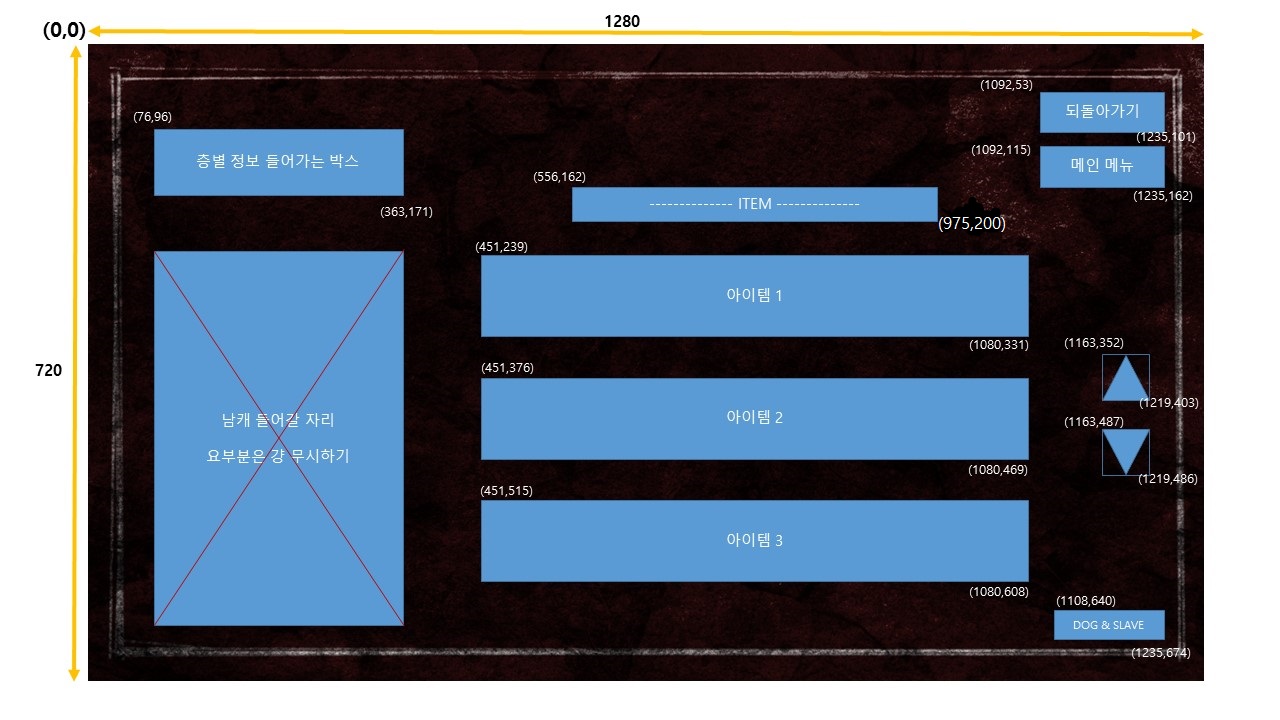 (0,0)
1280
720
(1092,53)
되돌아가기
(1235,101)
(76,96)
층별 정보 들어가는 박스
(363,171)
(1092,115)
메인 메뉴
(1235,162)
(556,162)
-------------- ITEM --------------
(975,200)
(451,239)
아이템 1
(1080,331)
(1163,352)
(1219,403)
(451,376)
아이템 2
(1080,469)
(1163,487)
(1219,486)
남캐 들어갈 자리
요부분은 걍 무시하기
(451,515)
아이템 3
(1080,608)
(1108,640)
DOG & SLAVE
(1235,674)